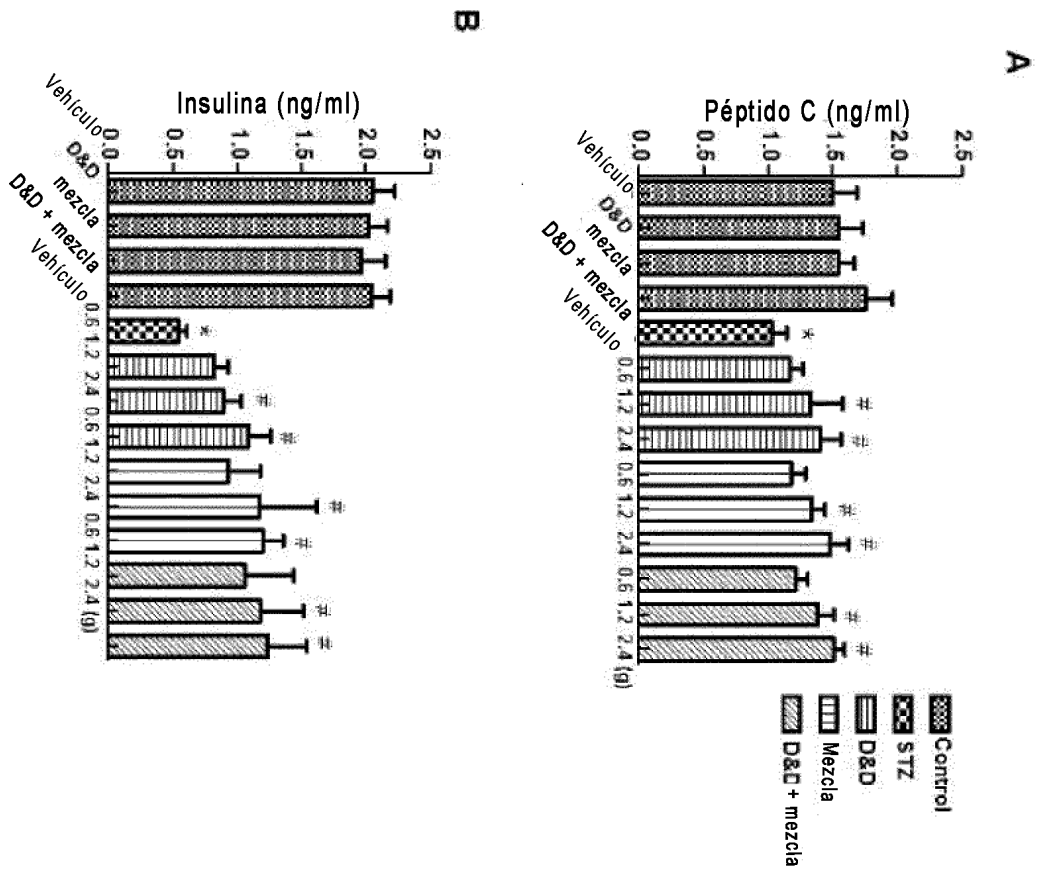 A
Péptido C (ng/ml)
0.0
0.5
1.0
1.5
2.0
2.5
Vehículo
D&D
mezcla
D&D + mezcla
Vehículo
0.6
1.2
2.4
0.6
1.2
2.4
0.6
1.2
2.4 (g)
*
#
#
#
#
#
#
Control
STZ
D&D
Mezcla
D&D + mezcla
B
Insulina (ng/ml)
0.0
0.5
1.0
1.5
2.0
2.5
Vehículo
D&D
mezcla
D&D + mezcla
Vehículo
0.6
1.2
2.4
0.6
1.2
2.4
0.6
1.2
2.4 (g)
*
#
#
#
#
#
#